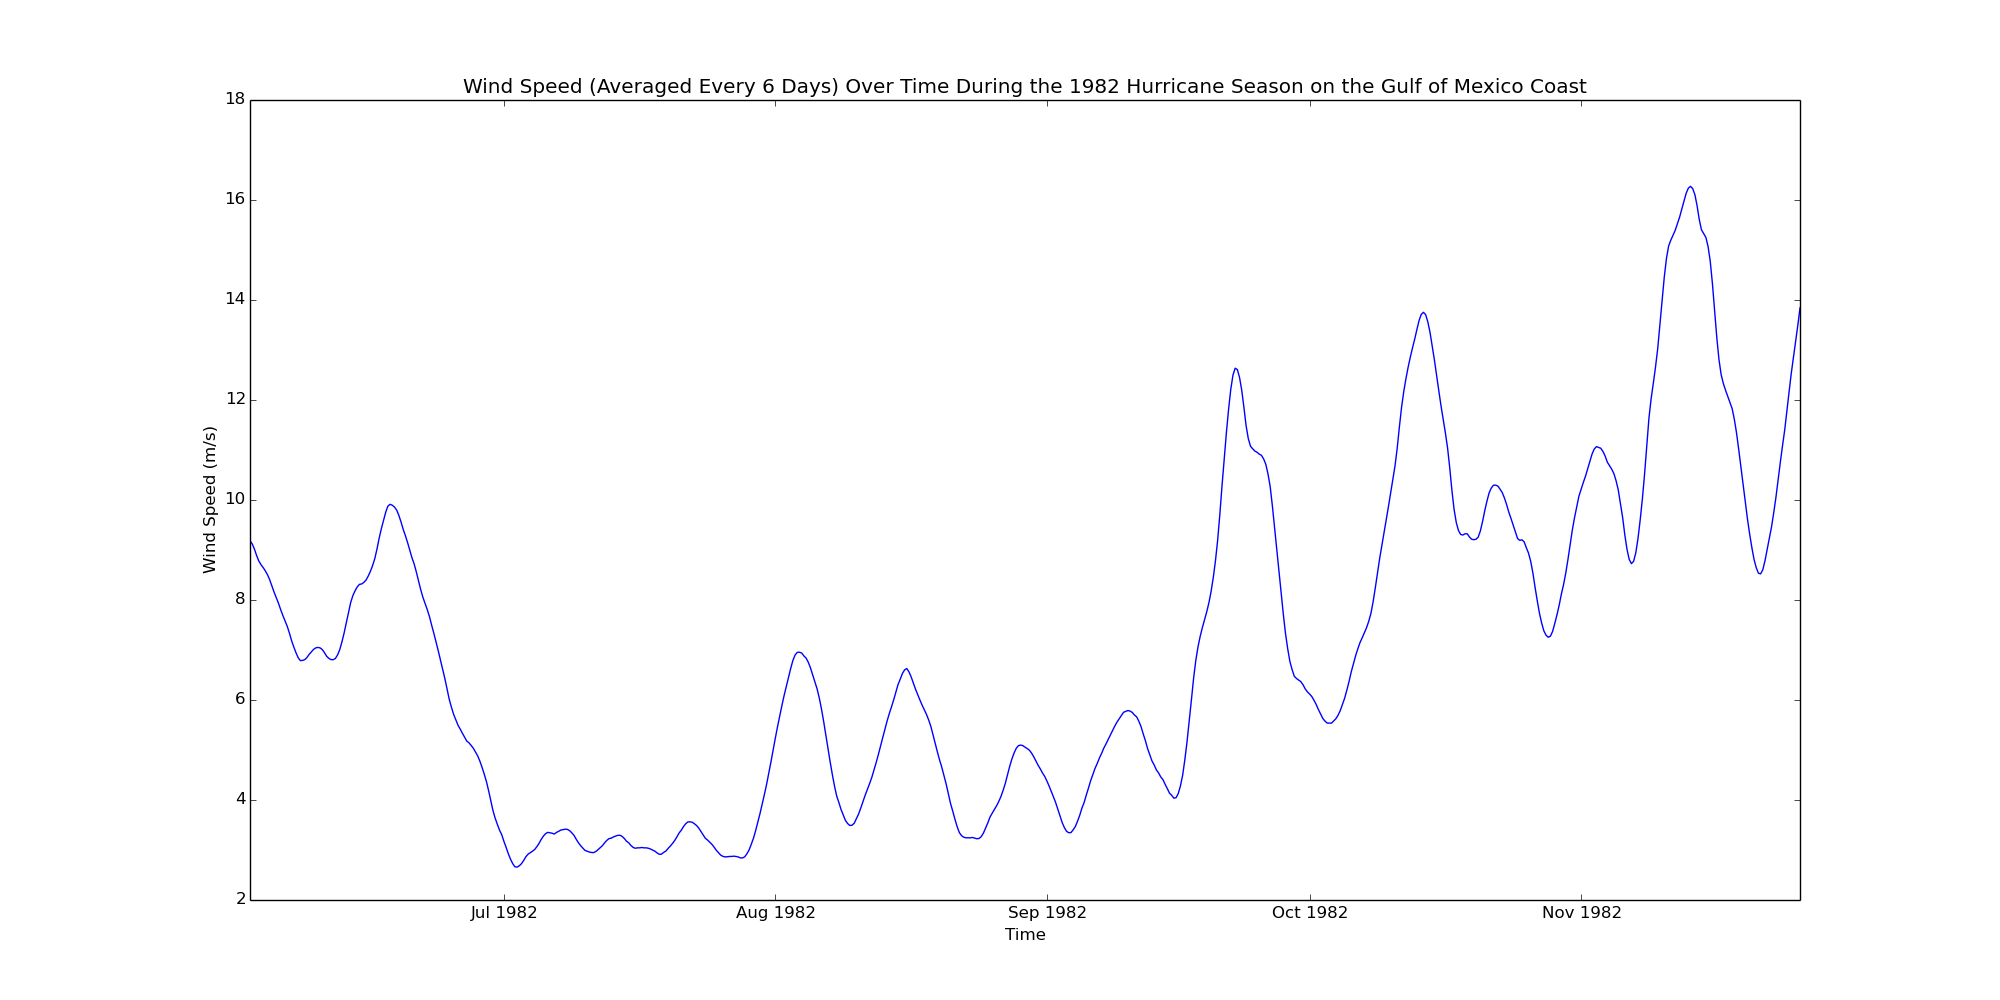 Wind Speed (Averaged Every 6 Days) Over Time During the 1982 Hurricane Season on the Gulf of Mexico Coast
18
16
14
12
10
8
6
4
2
Wind Speed (m/s)
Jul 1982
Aug 1982
Sep 1982
Oct 1982
Nov 1982
Time